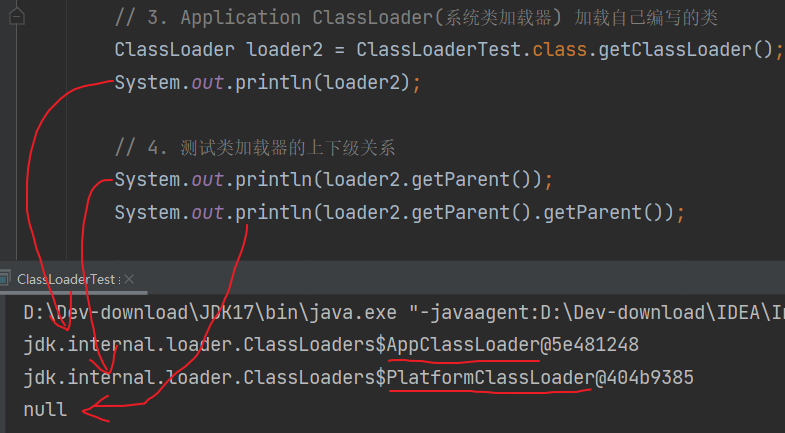 // 3. Application ClassLoader(系统类加载器) 加载自己编写的类
ClassLoader loader2 = ClassLoaderTest.class.getClassLoader();
System.out.println(loader2);
// 4. 测试类加载器的上下级关系
System.out.println(loader2.getParent());
System.out.println(loader2.getParent().getParent());
ClassLoaderTest
D:\Dev-download\JDK17\bin\java.exe "-javaagent:D:\Dev-download\IDEA\In
jdk.internal.loader.ClassLoaders$AppClassLoader@5e481248
jdk.internal.loader.ClassLoaders$PlatformClassLoader@404b9385
null